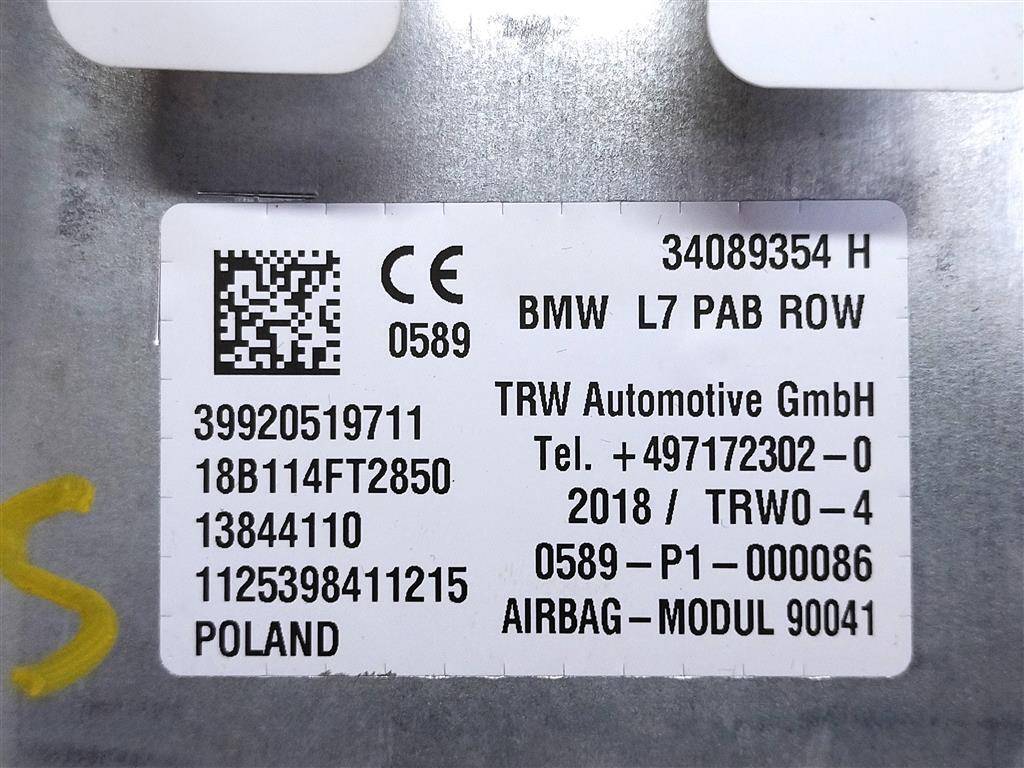 34089354 H
CE
0589
BMW L7 PAB ROW
TRW Automotive GmbH
39920519711
Tel. +497172302-0
18B114FT2850
2018 / TRW0-4
13844110
0589-P1-000086
1125398411215
AIRBAG-MODUL 90041
POLAND
S